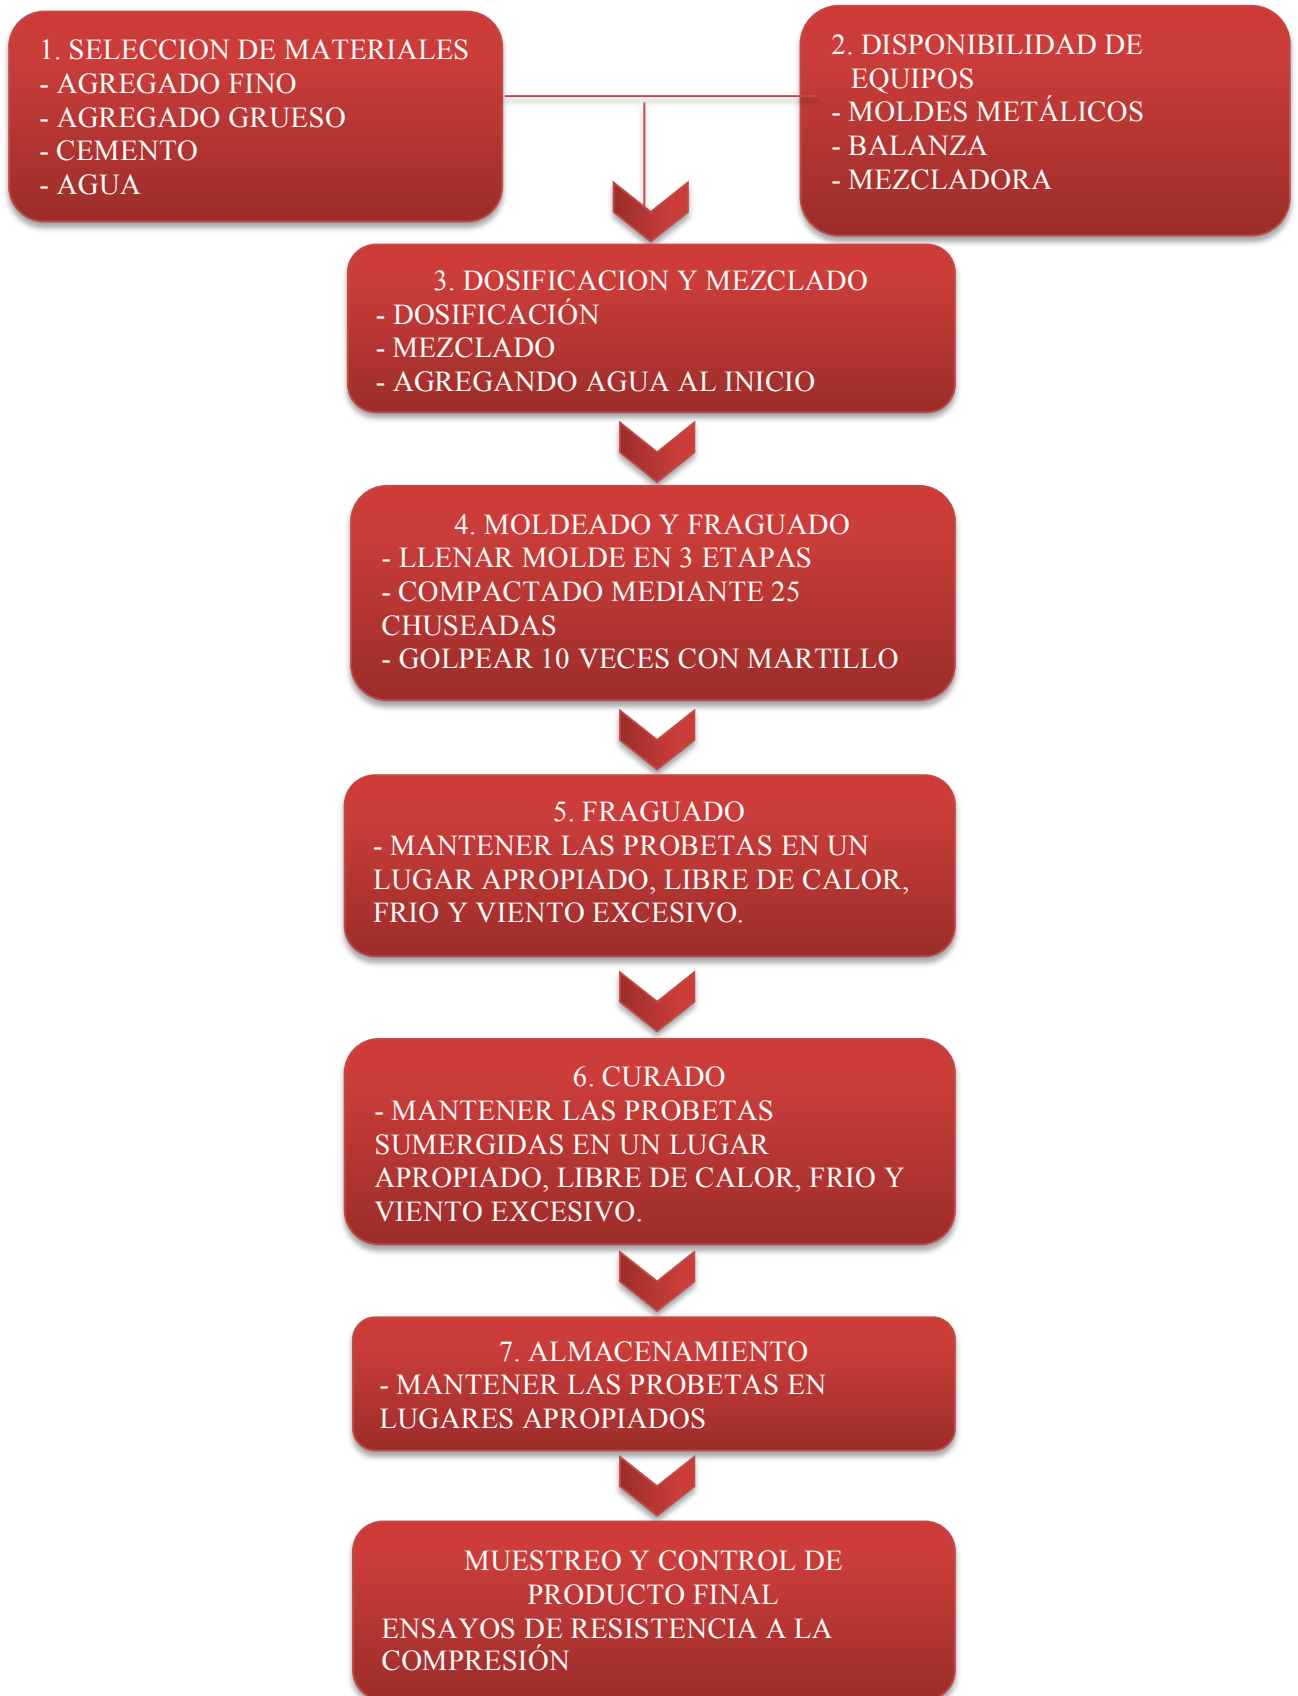 1. SELECCION DE MATERIALES
- AGREGADO FINO
- AGREGADO GRUESO
- CEMENTO
- AGUA
2. DISPONIBILIDAD DE
EQUIPOS
- MOLDES METÁLICOS
- BALANZA
- MEZCLADORA
3. DOSIFICACION Y MEZCLADO
- DOSIFICACIÓN
- MEZCLADO
- AGREGANDO AGUA AL INICIO
4. MOLDEADO Y FRAGUADO
- LLENAR MOLDE EN 3 ETAPAS
- COMPACTADO MEDIANTE 25
CHUSEADAS
- GOLPEAR 10 VECES CON MARTILLO
5. FRAGUADO
- MANTENER LAS PROBETAS EN UN
LUGAR APROPIADO, LIBRE DE CALOR,
FRIO Y VIENTO EXCESIVO.
6. CURADO
- MANTENER LAS PROBETAS
SUMERGIDAS EN UN LUGAR
APROPIADO, LIBRE DE CALOR, FRIO Y
VIENTO EXCESIVO.
7. ALMACENAMIENTO
- MANTENER LAS PROBETAS EN
LUGARES APROPIADOS
MUESTREO Y CONTROL DE
PRODUCTO FINAL
ENSAYOS DE RESISTENCIA A LA
COMPRESIÓN